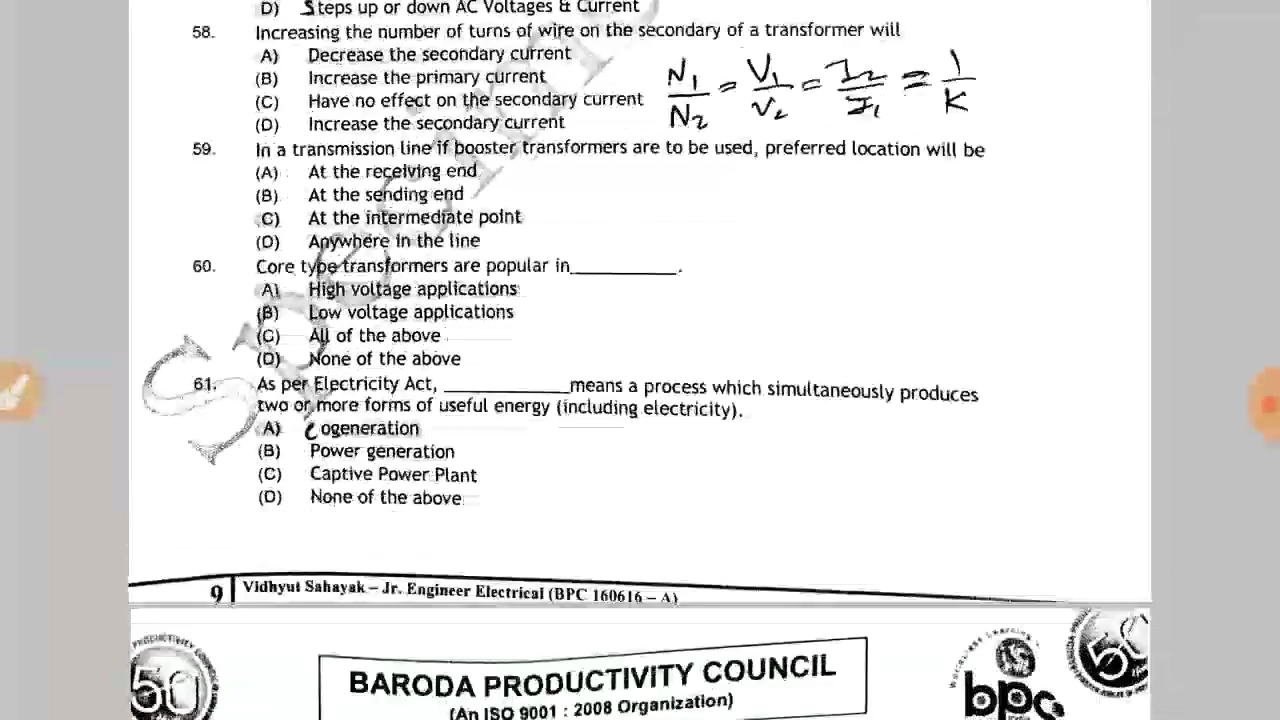 D) Steps up or down AC Voltages & Current
58. Increasing the number of turns of wire on the secondary of a transformer will
A) Decrease the secondary current
(B) Increase the primary current
(C) Have no effect on the secondary current
(D) Increase the secondary current
N₁/N₂ = V₁/V₂ = I₂/I₁ = 1/K
59. In a transmission line if booster transformers are to be used, preferred location will be
(A) At the receiving end
(B) At the sending end
C) At the intermediate point
(D) Anywhere in the line
60. Core type transformers are popular in__________.
A) High voltage applications
(B) Low voltage applications
(C) All of the above
(D) None of the above
61. As per Electricity Act, ____________means a process which simultaneously produces
two or more forms of useful energy (including electricity).
A) Cogeneration
(B) Power generation
(C) Captive Power Plant
(D) None of the above
Specim
9 Vidhyut Sahayak – Jr. Engineer Electrical (BPC 160616 – A)
50
BARODA PRODUCTIVITY COUNCIL
(An ISO 9001 : 2008 Organization)
bpc
50